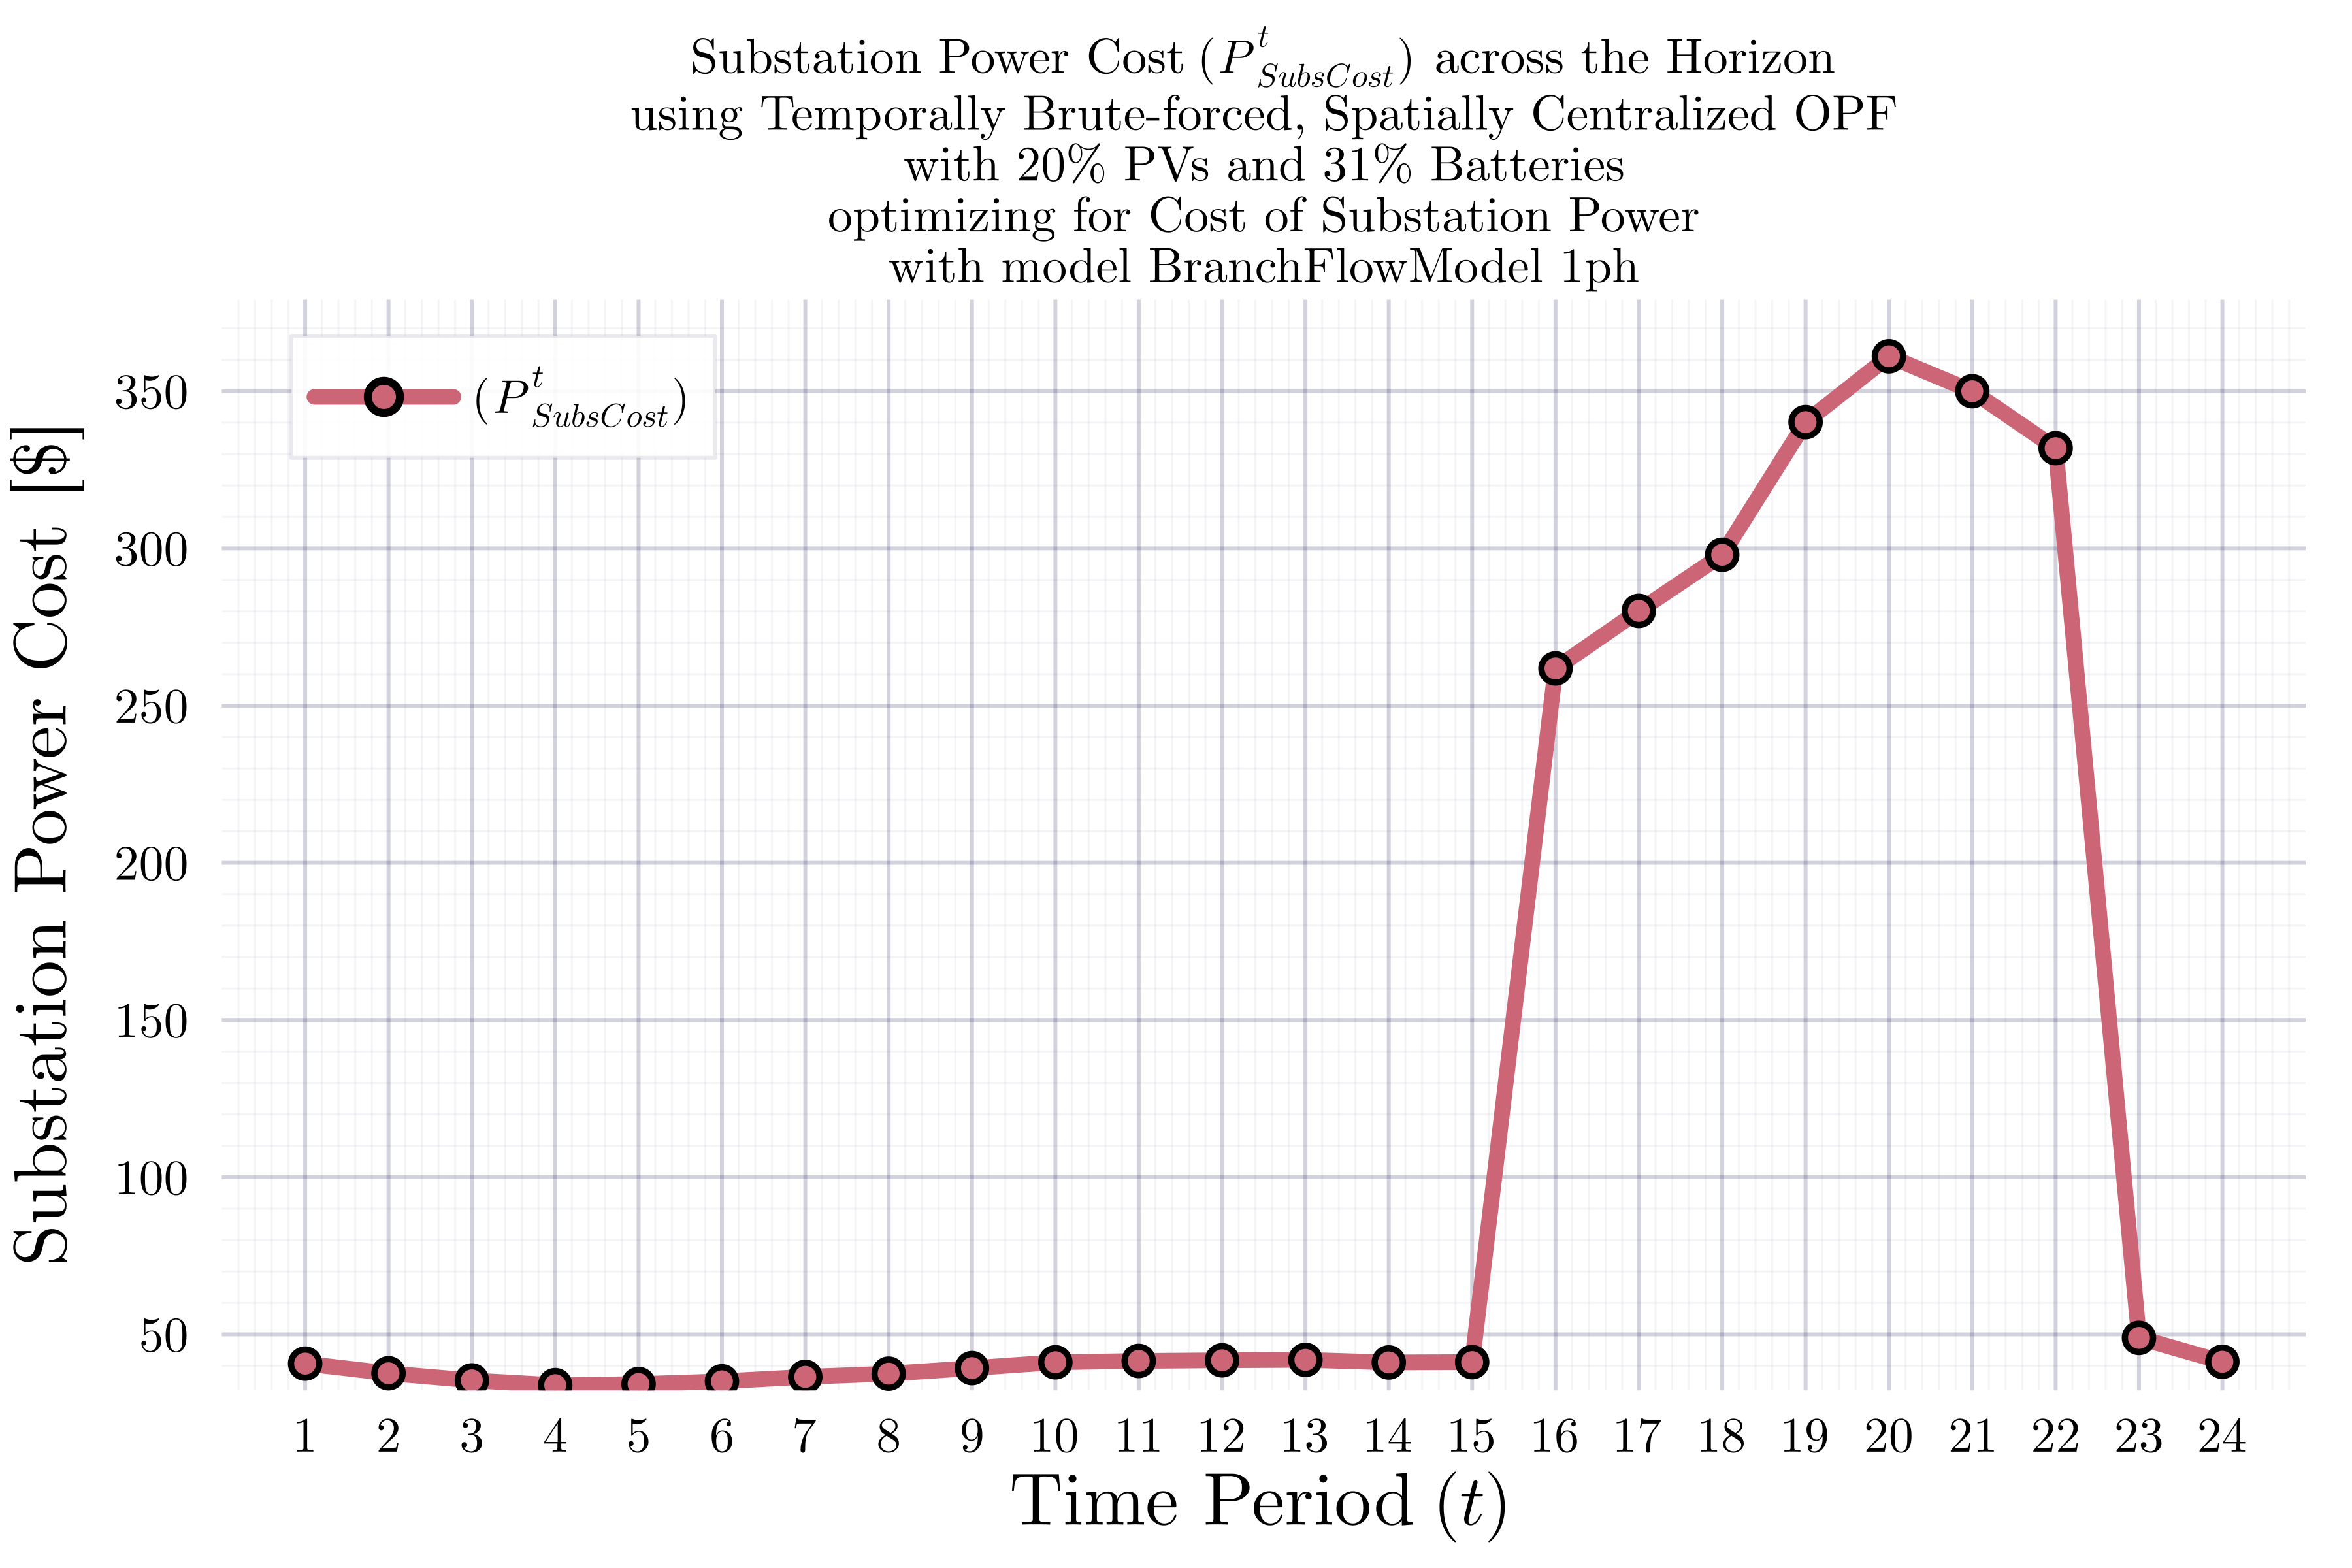 Substation Power Cost (P^t_SubsCost) across the Horizon
using Temporally Brute-forced, Spatially Centralized OPF
with 20% PVs and 31% Batteries
optimizing for Cost of Substation Power
with model BranchFlowModel 1ph
(P^t_SubsCost)
Substation Power Cost [$]
350
300
250
200
150
100
50
1 2 3 4 5 6 7 8 9 10 11 12 13 14 15 16 17 18 19 20 21 22 23 24
Time Period (t)